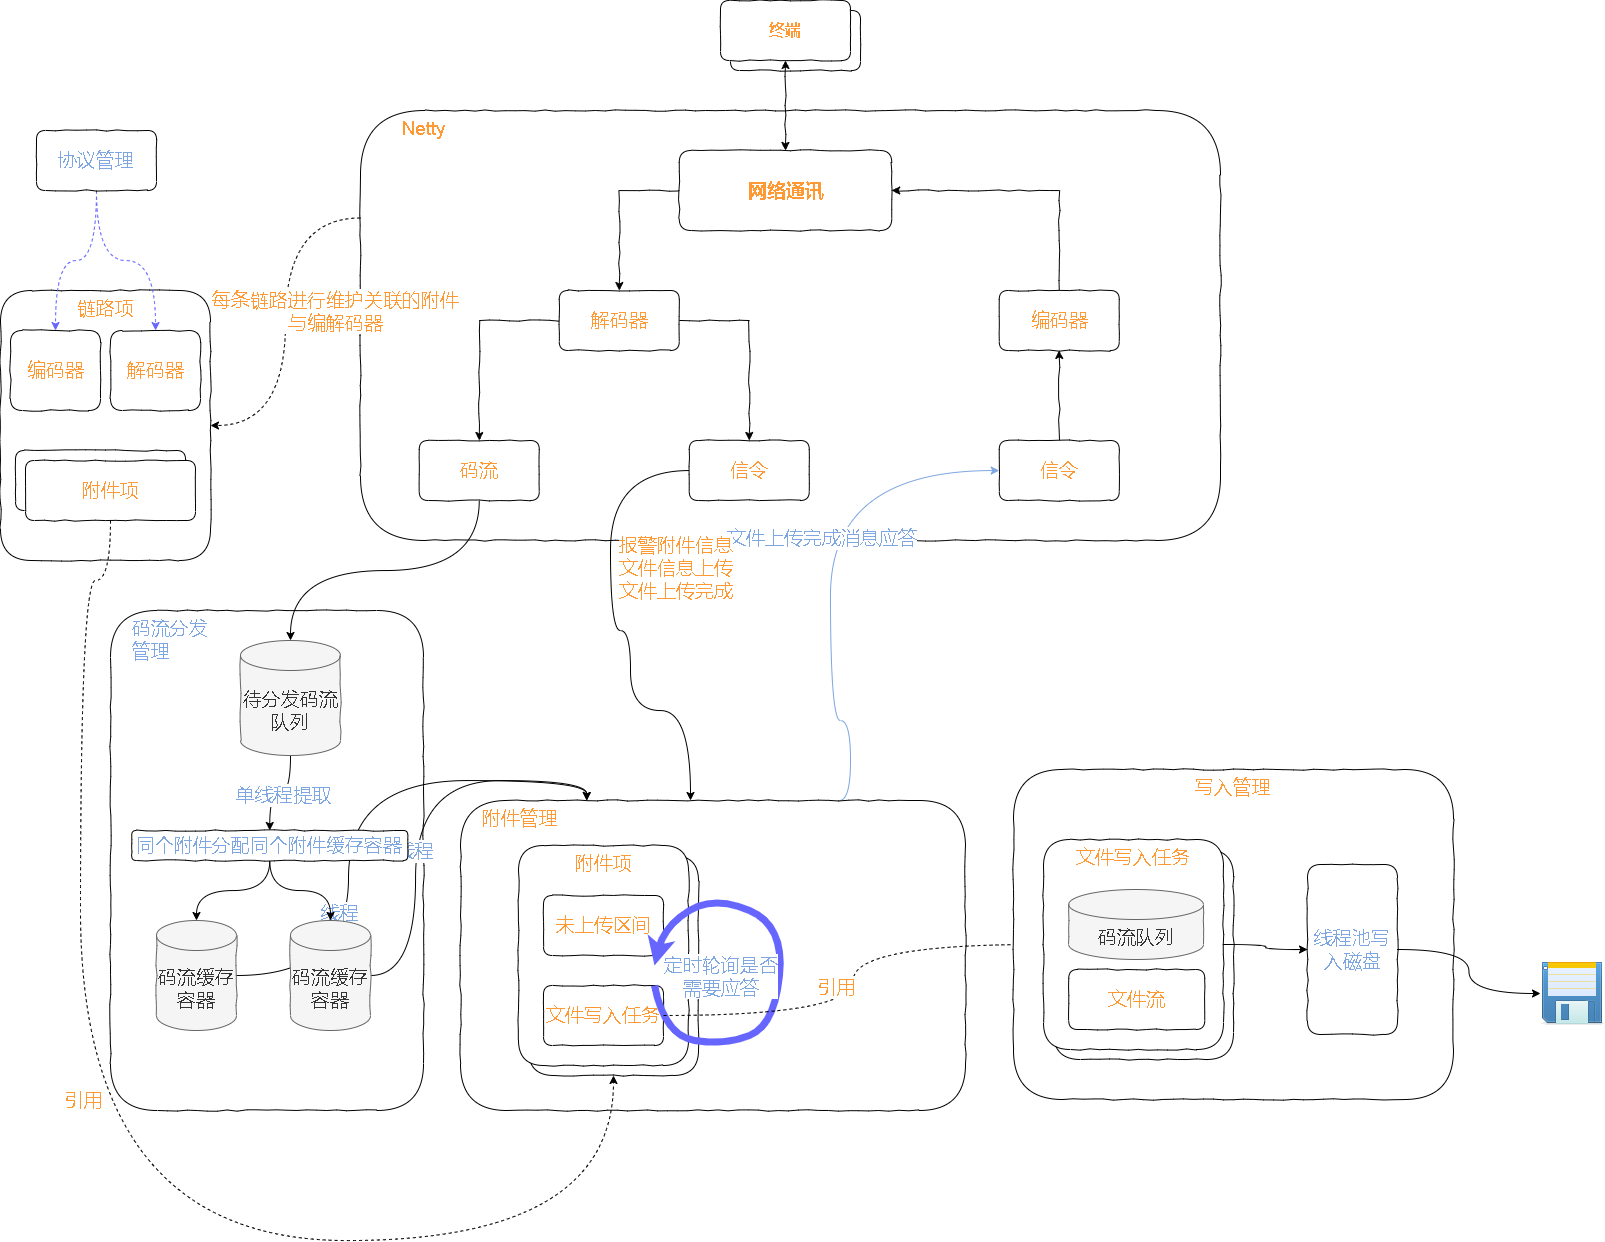 终端
Netty
协议管理
网络通讯
链路项
每条链路进行维护关联的附件
与编解码器
解码器
编码器
编码器
解码器
附件项
码流
信令
信令
报警附件信息
文件信息上传
文件上传完成
文件上传完成消息应答
码流分发
管理
待分发码流
队列
单线程提取
同个附件分配同个附件缓存容器
线程
线程
码流缓存
容器
码流缓存
容器
附件管理
附件项
未上传区间
定时轮询是否
需要应答
文件写入任务
引用
写入管理
文件写入任务
码流队列
文件流
线程池写
入磁盘
引用